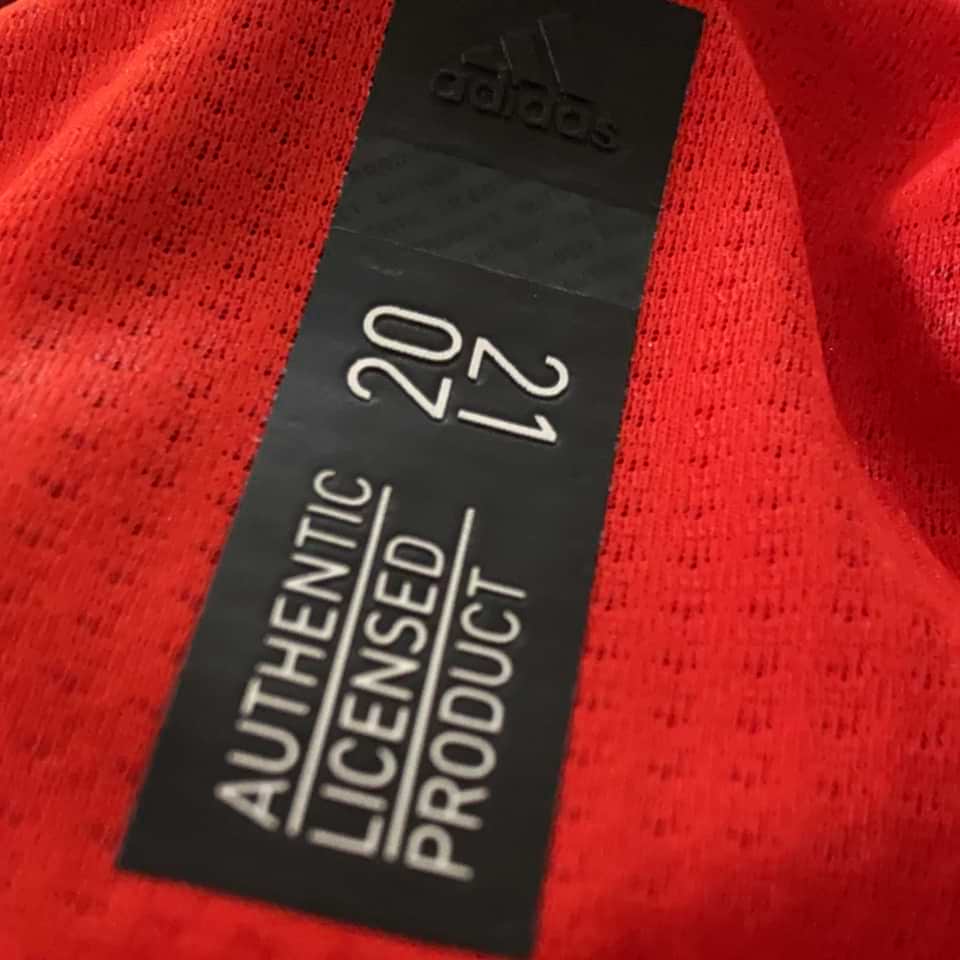 adidas
20
21
AUTHENTIC
LICENSED
PRODUCT